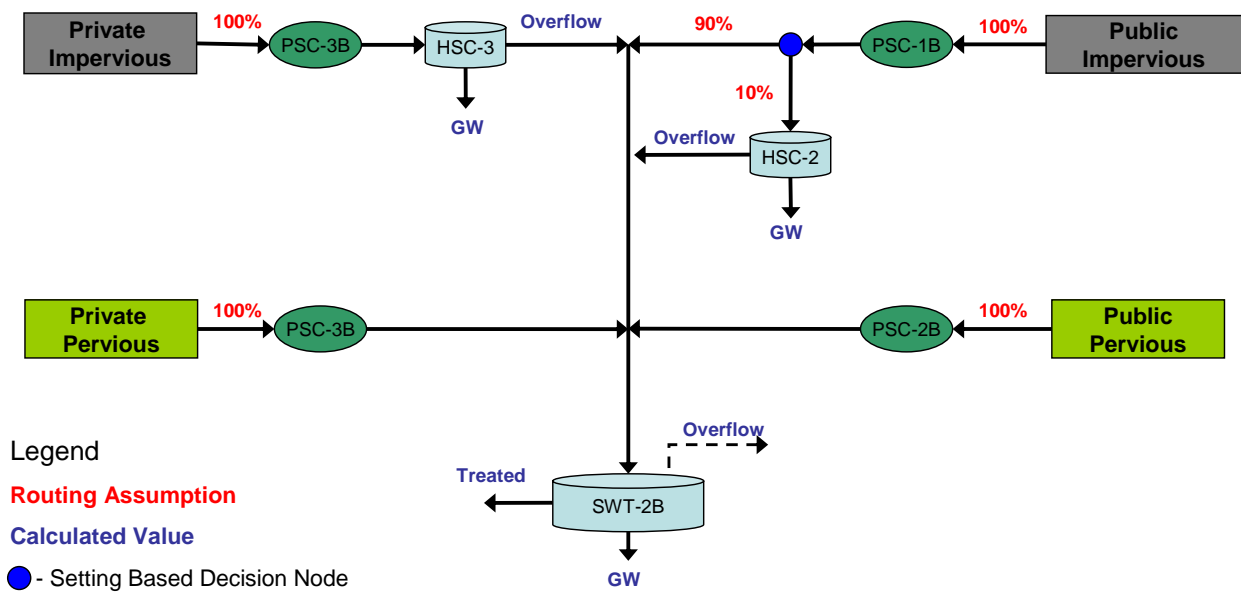 Private
Impervious
100%
PSC-3B
HSC-3
Overflow
90%
PSC-1B
100%
Public
Impervious
GW
10%
Overflow
HSC-2
GW
Private
Pervious
100%
PSC-3B
PSC-2B
100%
Public
Pervious
Overflow
Treated
SWT-2B
GW
Legend
Routing Assumption
Calculated Value
- Setting Based Decision Node